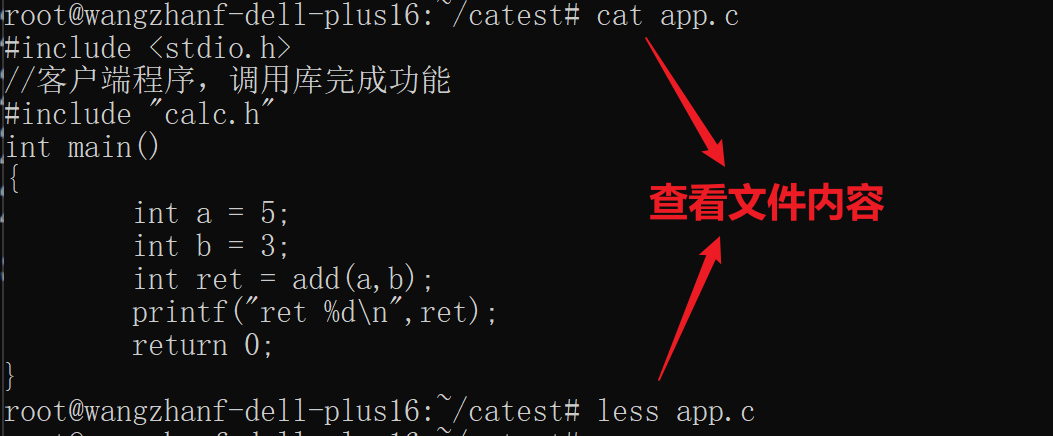 root@wangzhanf-dell-plus16:~/catest# cat app.c
#include <stdio.h>
//客户端程序，调用库完成功能
#include "calc.h"
int main()
{
        int a = 5;
        int b = 3;
        int ret = add(a,b);
        printf("ret %d\n",ret);
        return 0;
}
查看文件内容
root@wangzhanf-dell-plus16:~/catest# less app.c